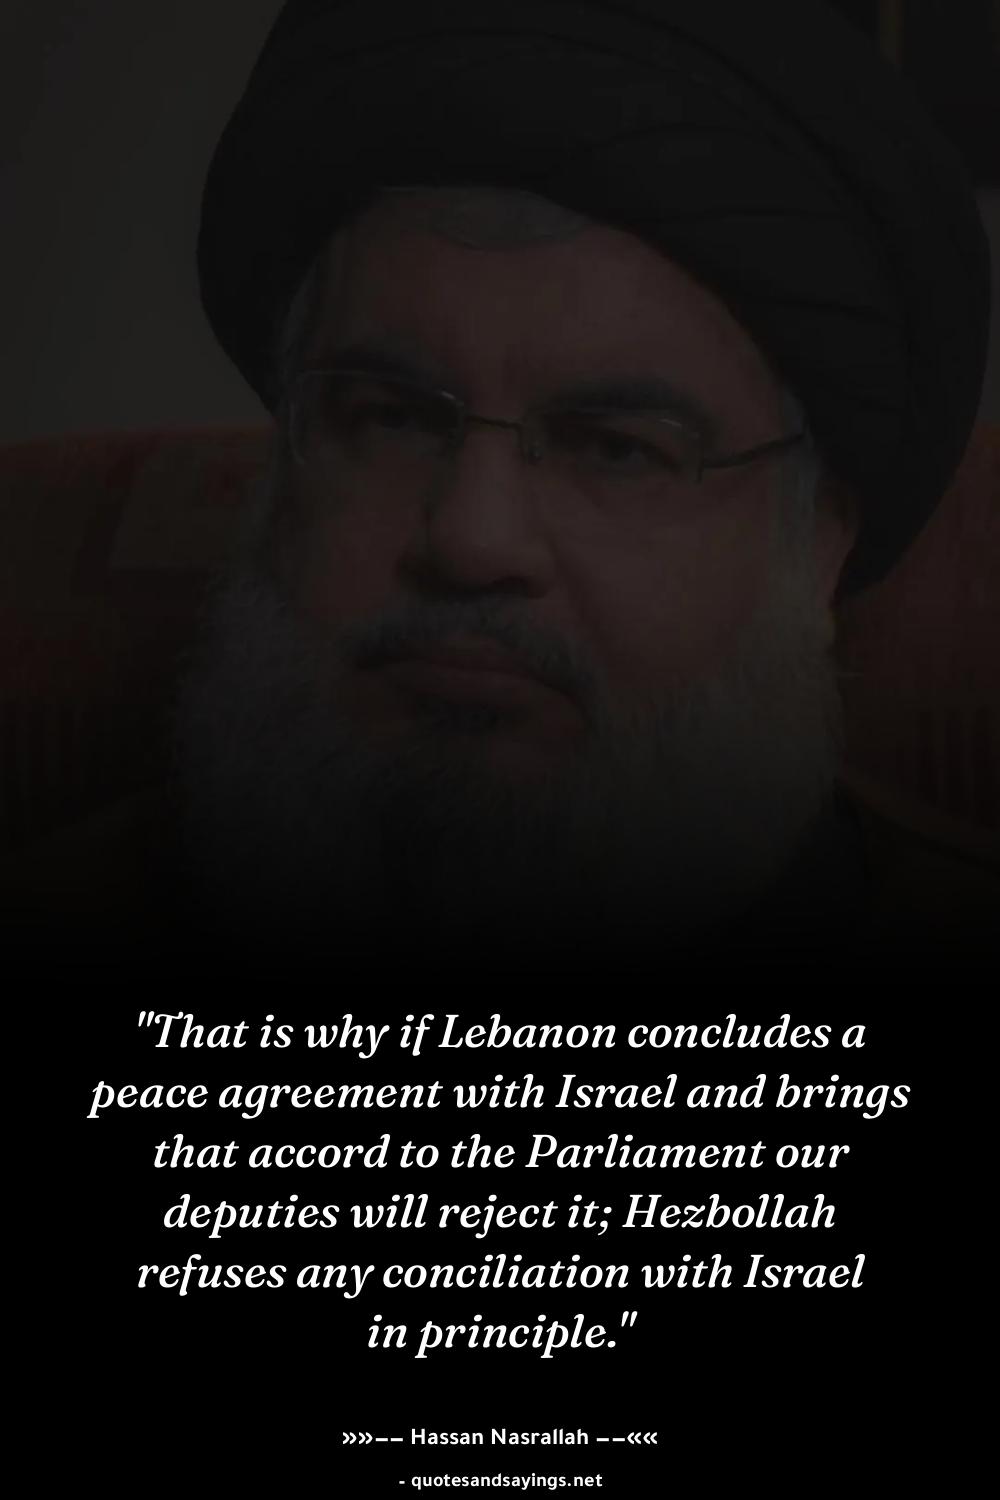 "That is why if Lebanon concludes a
peace agreement with Israel and brings
that accord to the Parliament our
deputies will reject it; Hezbollah
refuses any conciliation with Israel
in principle."
»»–– Hassan Nasrallah ––««
- quotesandsayings.net